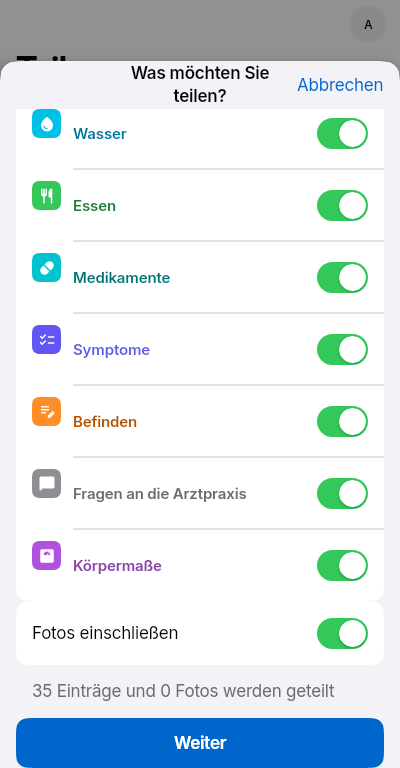 A
Was möchten Sie
teilen?
Abbrechen
Wasser
Essen
Medikamente
Symptome
Befinden
Fragen an die Arztpraxis
Körpermaße
Fotos einschließen
35 Einträge und 0 Fotos werden geteilt
Weiter